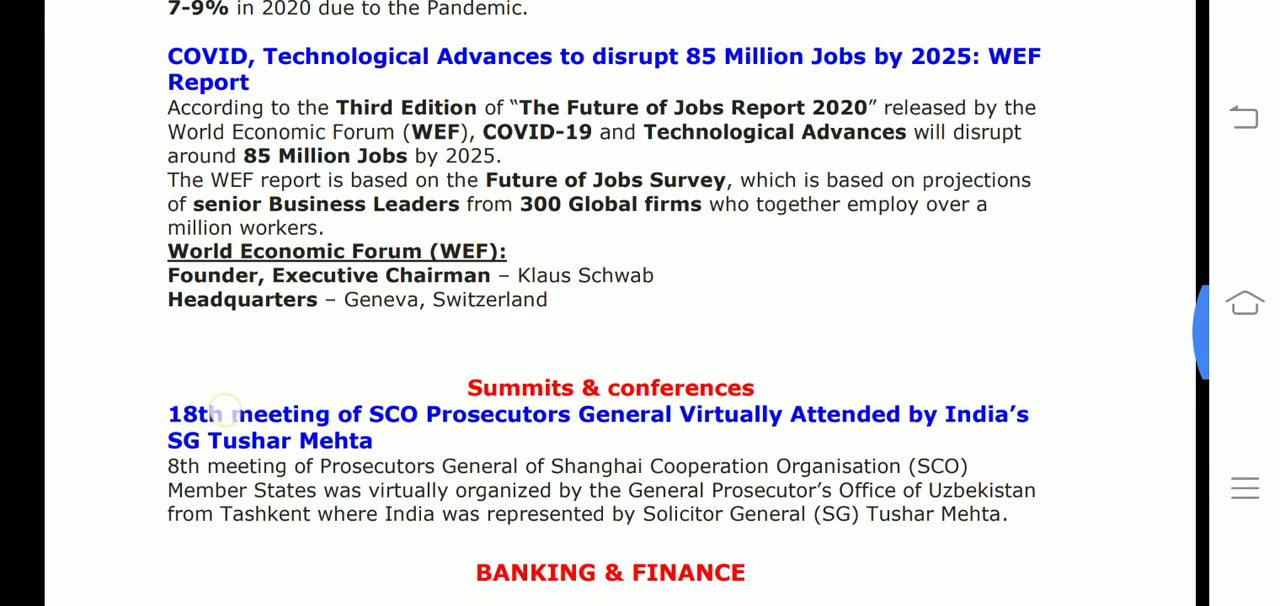 7-9% in 2020 due to the Pandemic.
COVID, Technological Advances to disrupt 85 Million Jobs by 2025: WEF
Report
According to the Third Edition of “The Future of Jobs Report 2020” released by the
World Economic Forum (WEF), COVID-19 and Technological Advances will disrupt
around 85 Million Jobs by 2025.
The WEF report is based on the Future of Jobs Survey, which is based on projections
of senior Business Leaders from 300 Global firms who together employ over a
million workers.
World Economic Forum (WEF):
Founder, Executive Chairman – Klaus Schwab
Headquarters – Geneva, Switzerland
Summits & conferences
18th meeting of SCO Prosecutors General Virtually Attended by India’s
SG Tushar Mehta
8th meeting of Prosecutors General of Shanghai Cooperation Organisation (SCO)
Member States was virtually organized by the General Prosecutor’s Office of Uzbekistan
from Tashkent where India was represented by Solicitor General (SG) Tushar Mehta.
BANKING & FINANCE